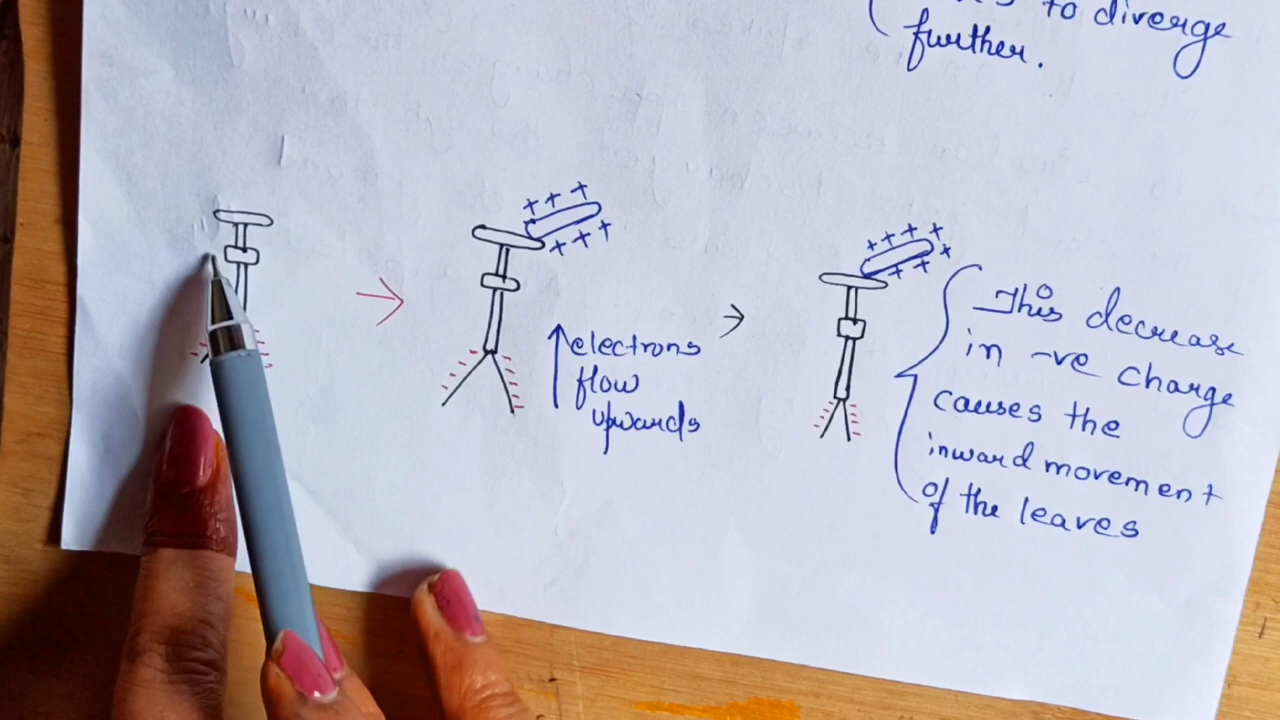 to diverge
further.
electrons
flow
upwards
This decrease
in -ve charge
causes the
inward movement
of the leaves